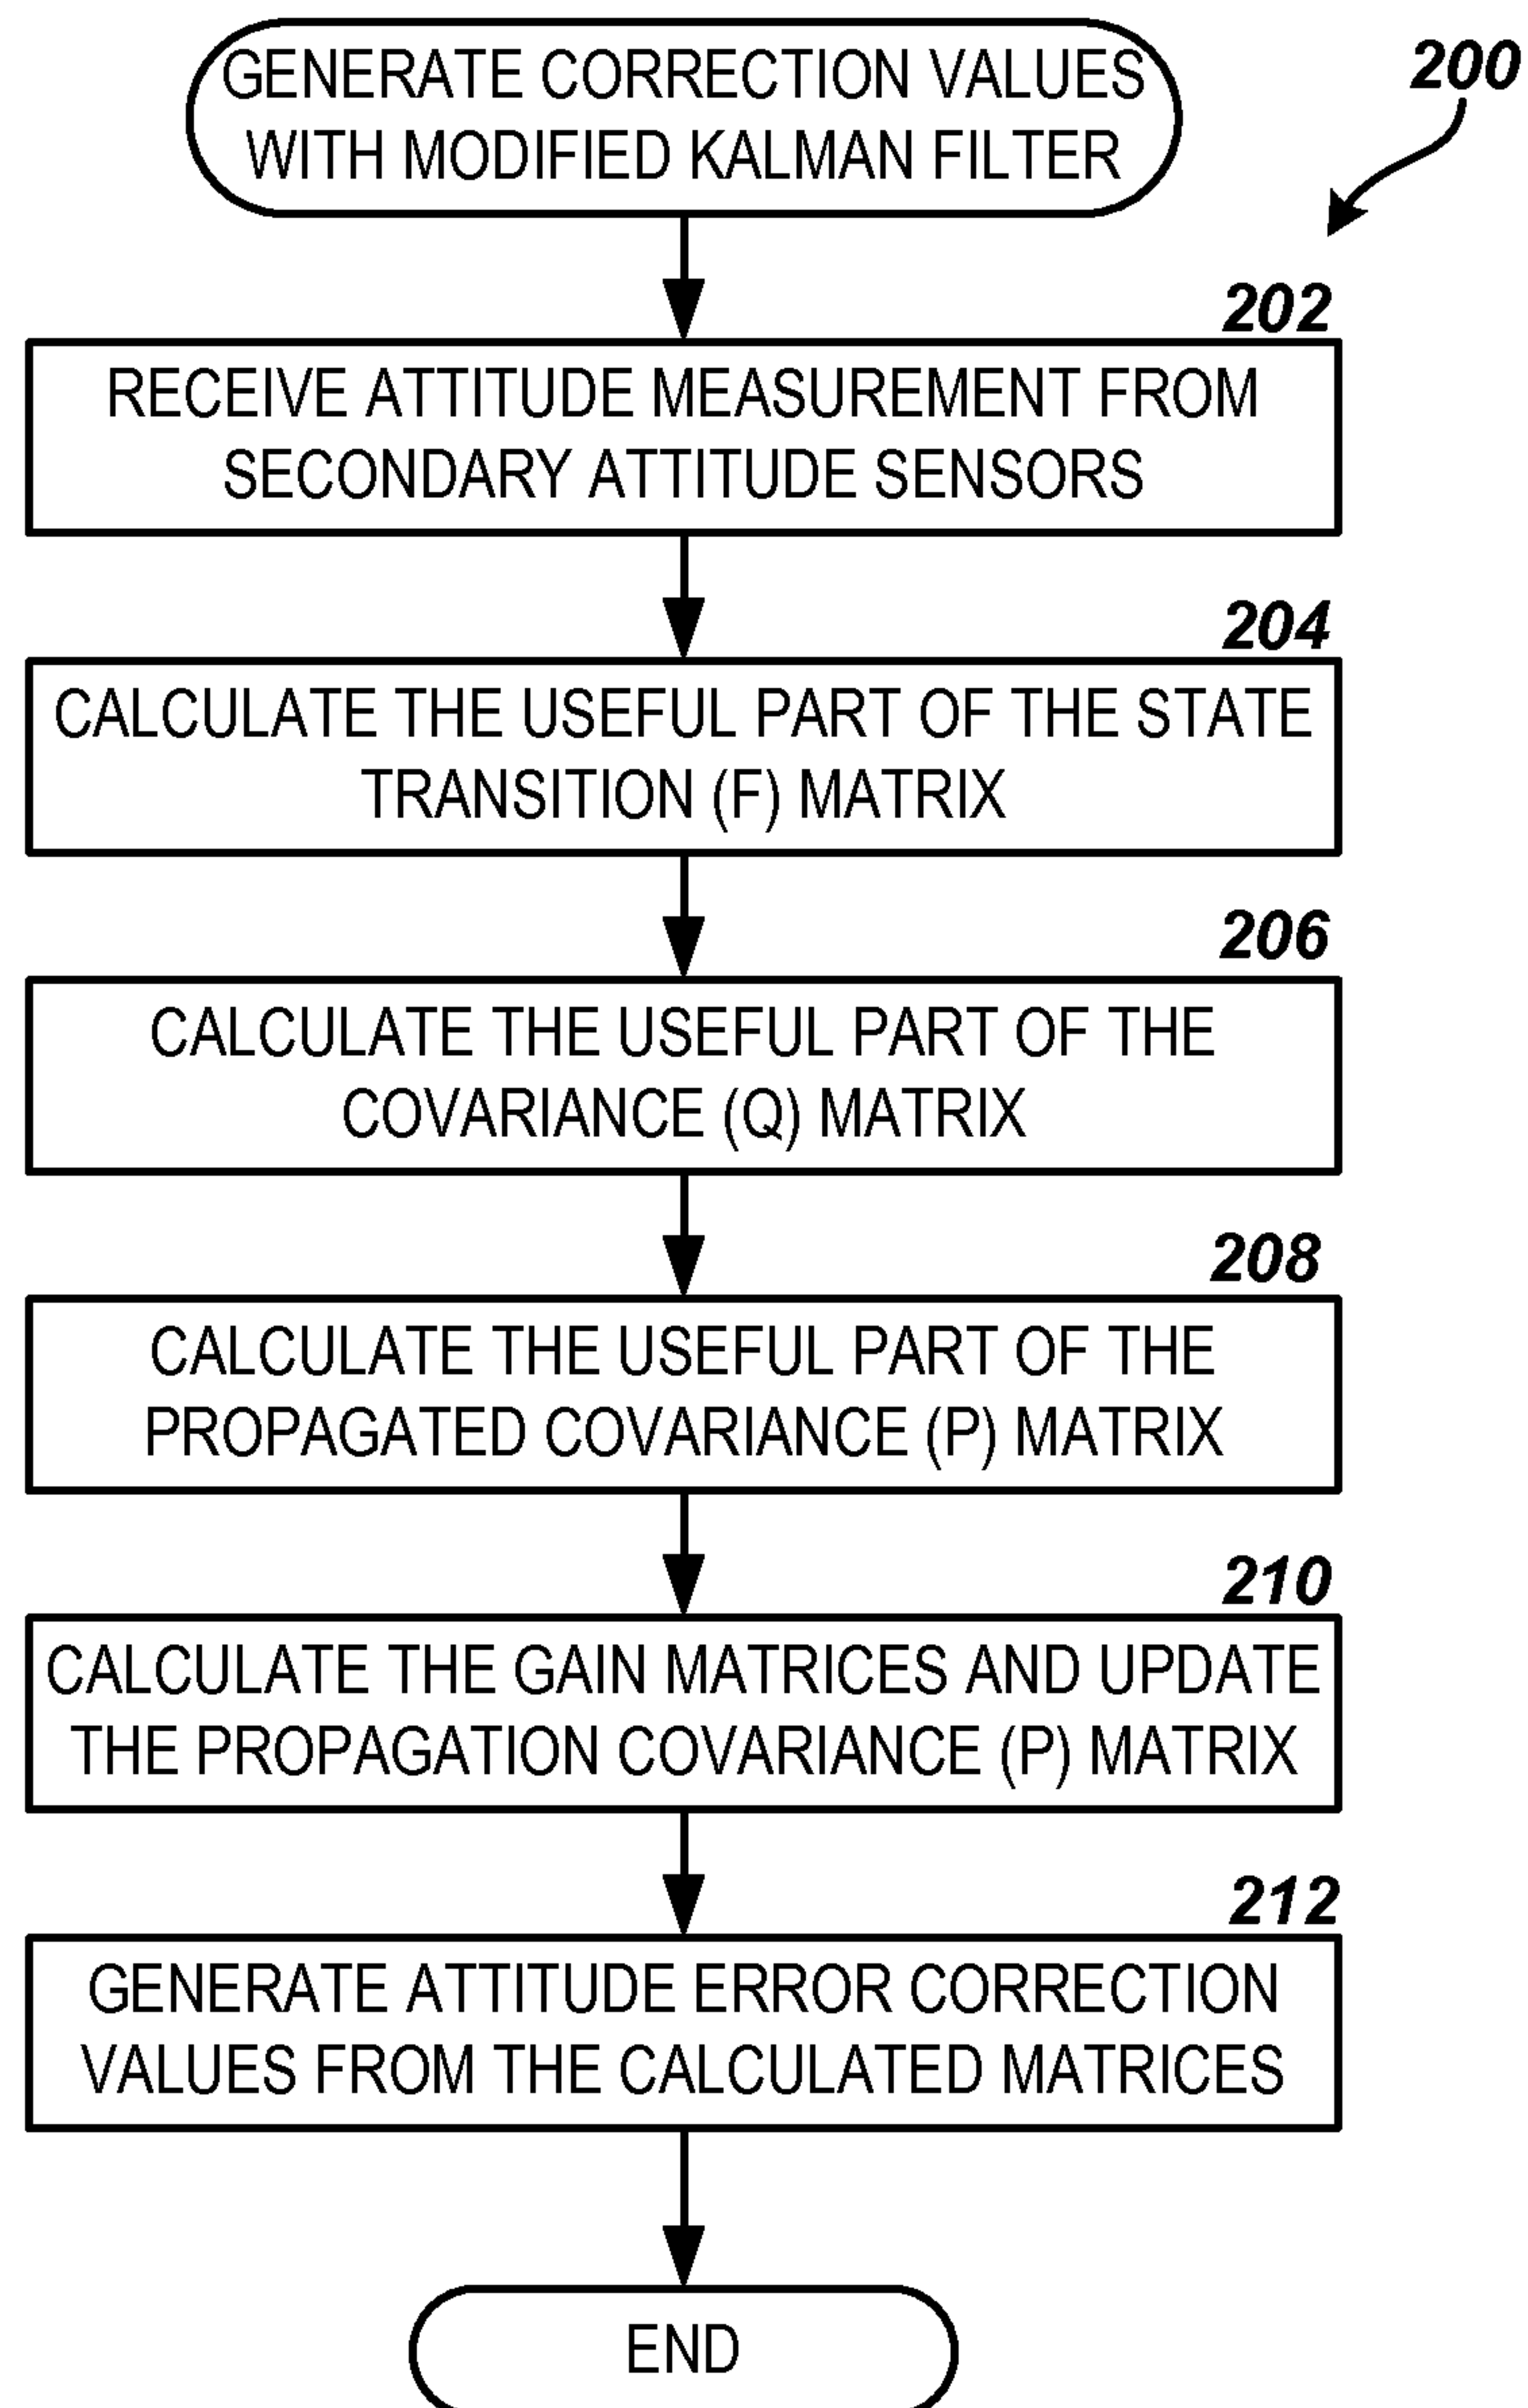 GENERATE CORRECTION VALUES
WITH MODIFIED KALMAN FILTER
200
202
RECEIVE ATTITUDE MEASUREMENT FROM
SECONDARY ATTITUDE SENSORS
204
CALCULATE THE USEFUL PART OF THE STATE
TRANSITION (F) MATRIX
206
CALCULATE THE USEFUL PART OF THE
COVARIANCE (Q) MATRIX
208
CALCULATE THE USEFUL PART OF THE
PROPAGATED COVARIANCE (P) MATRIX
210
CALCULATE THE GAIN MATRICES AND UPDATE
THE PROPAGATION COVARIANCE (P) MATRIX
212
GENERATE ATTITUDE ERROR CORRECTION
VALUES FROM THE CALCULATED MATRICES
END